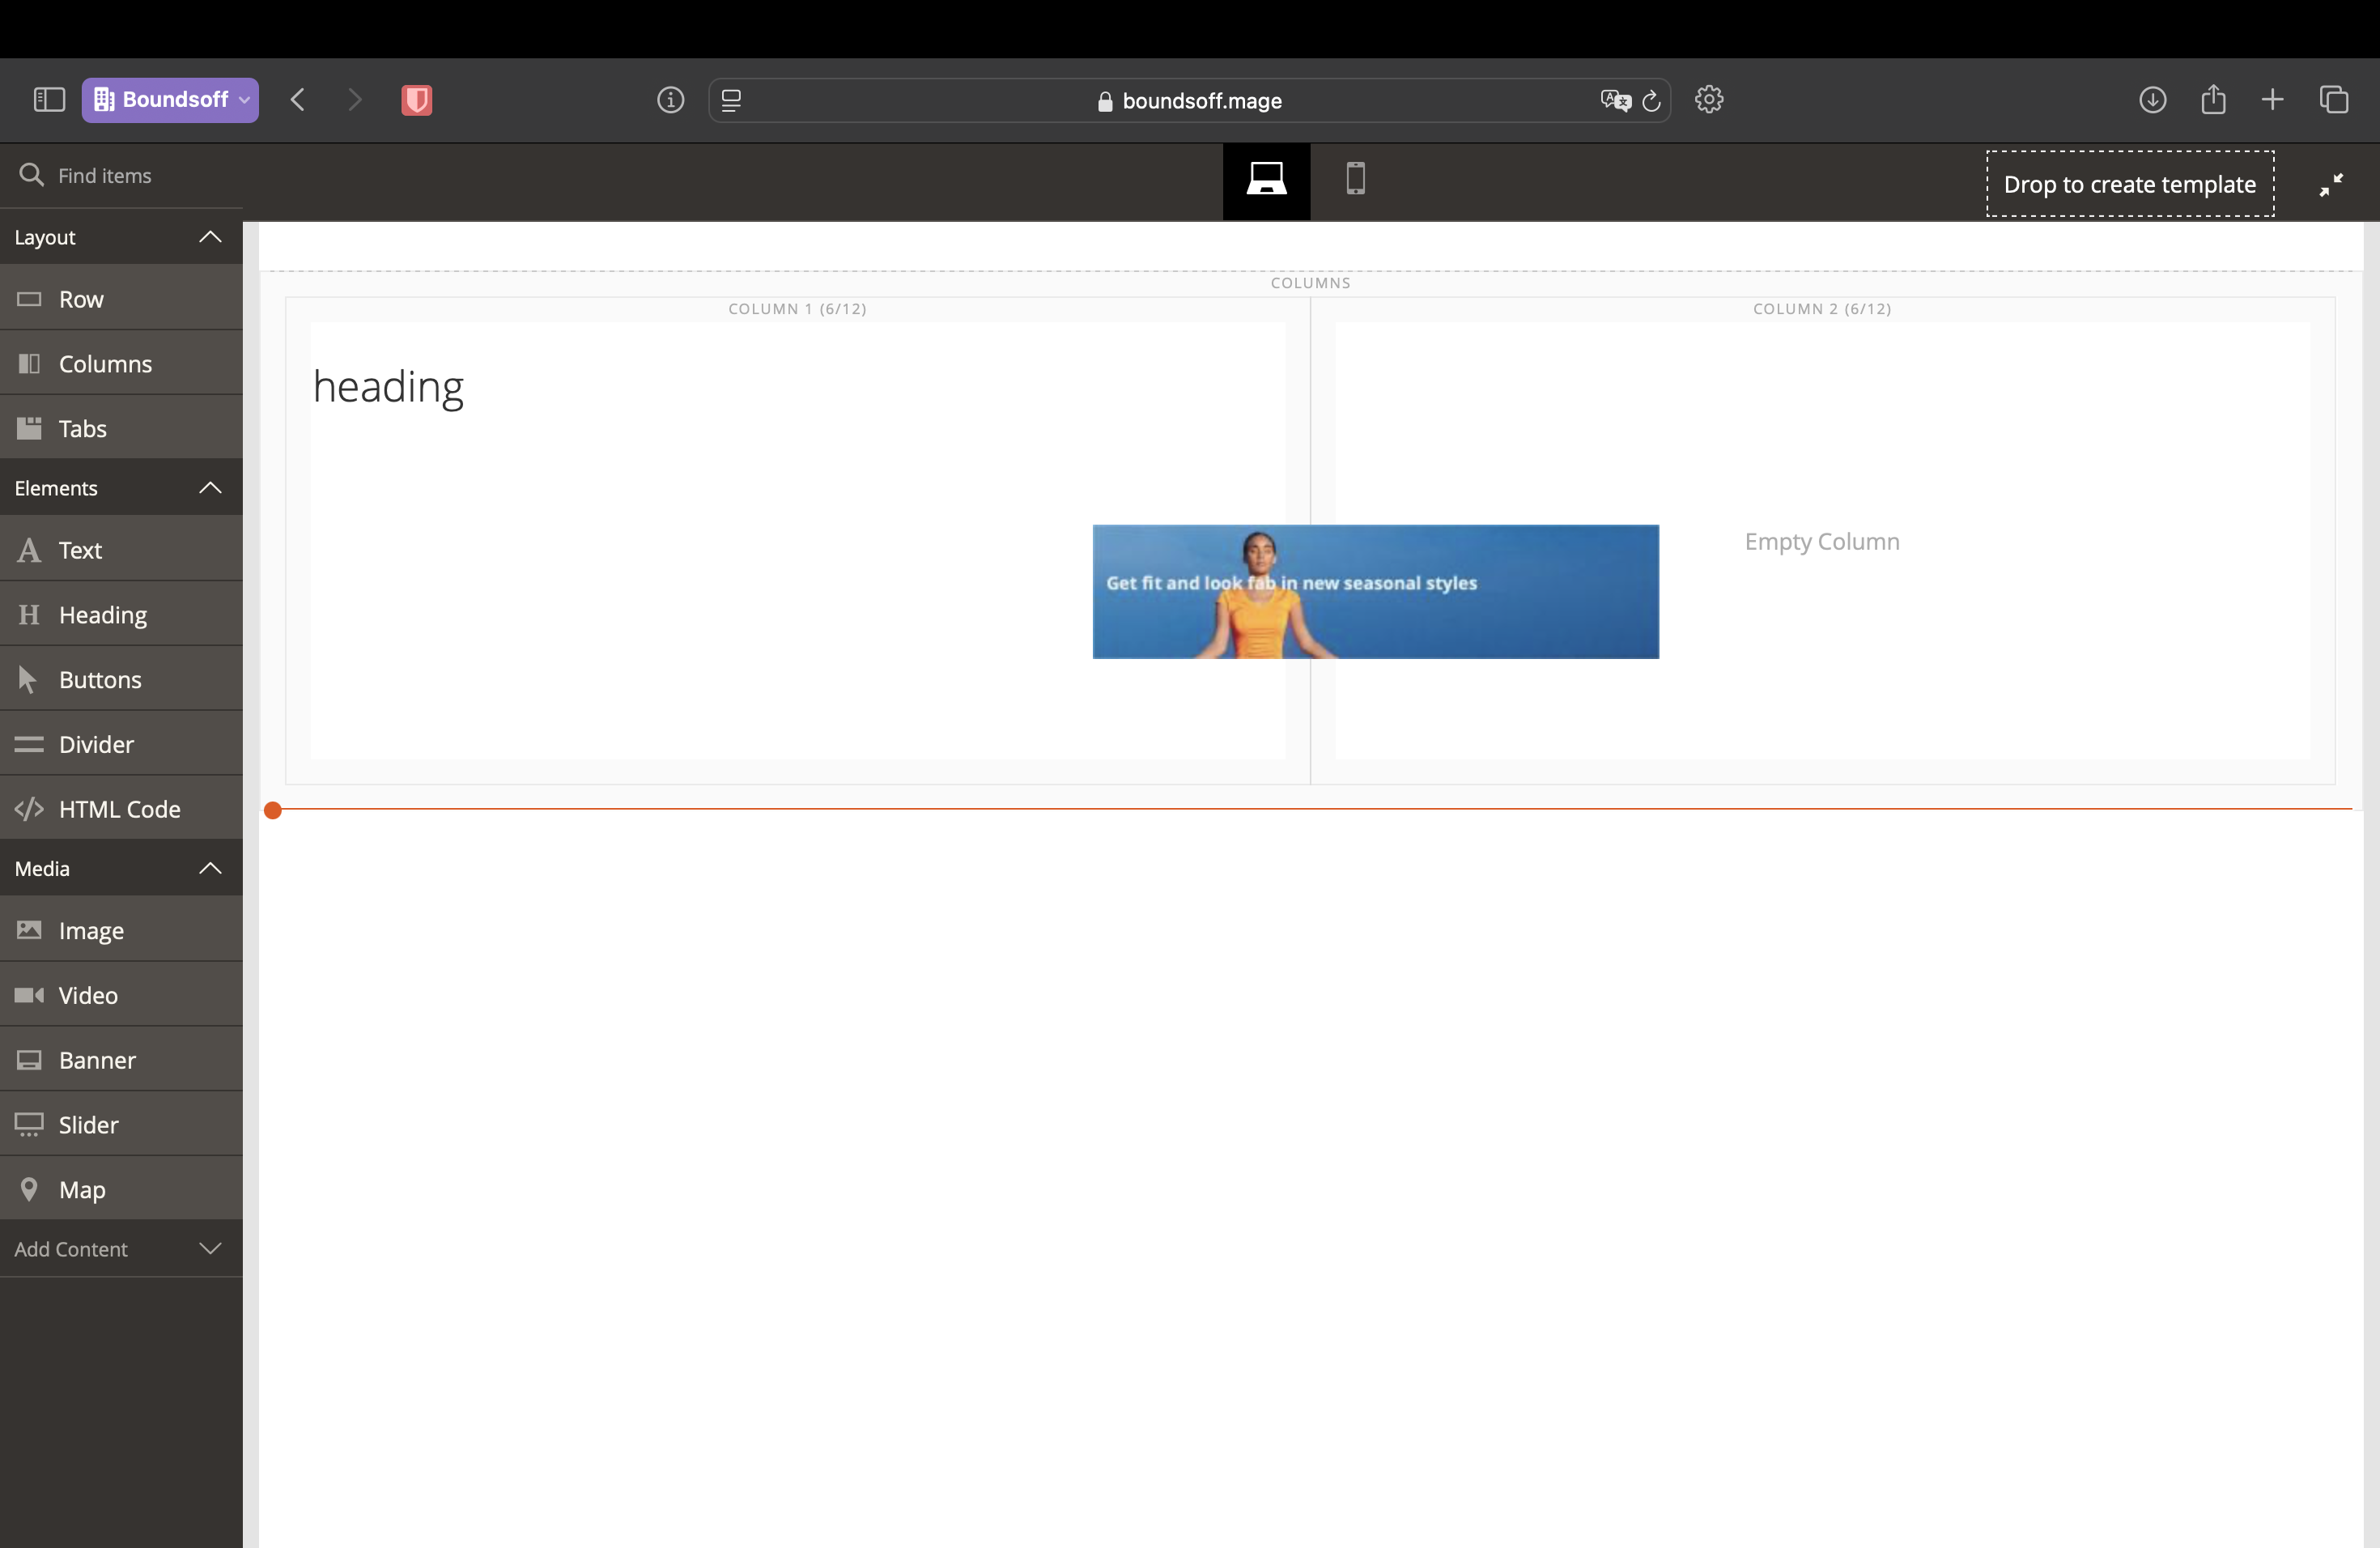 Boundsoff
boundsoff.mage
Find items
Drop to create template
Layout
Row
Columns
Tabs
Elements
Text
Heading
Buttons
Divider
HTML Code
Media
Image
Video
Banner
Slider
Map
Add Content
COLUMNS
COLUMN 1 (6/12)
COLUMN 2 (6/12)
heading
Empty Column
Get fit and look fab in new seasonal styles